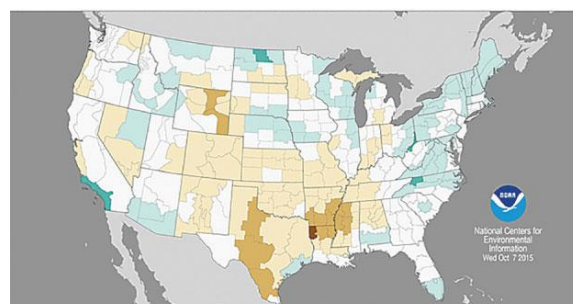 NOAA
National Centers for
Environmental
Information
Wed Oct 7 2015